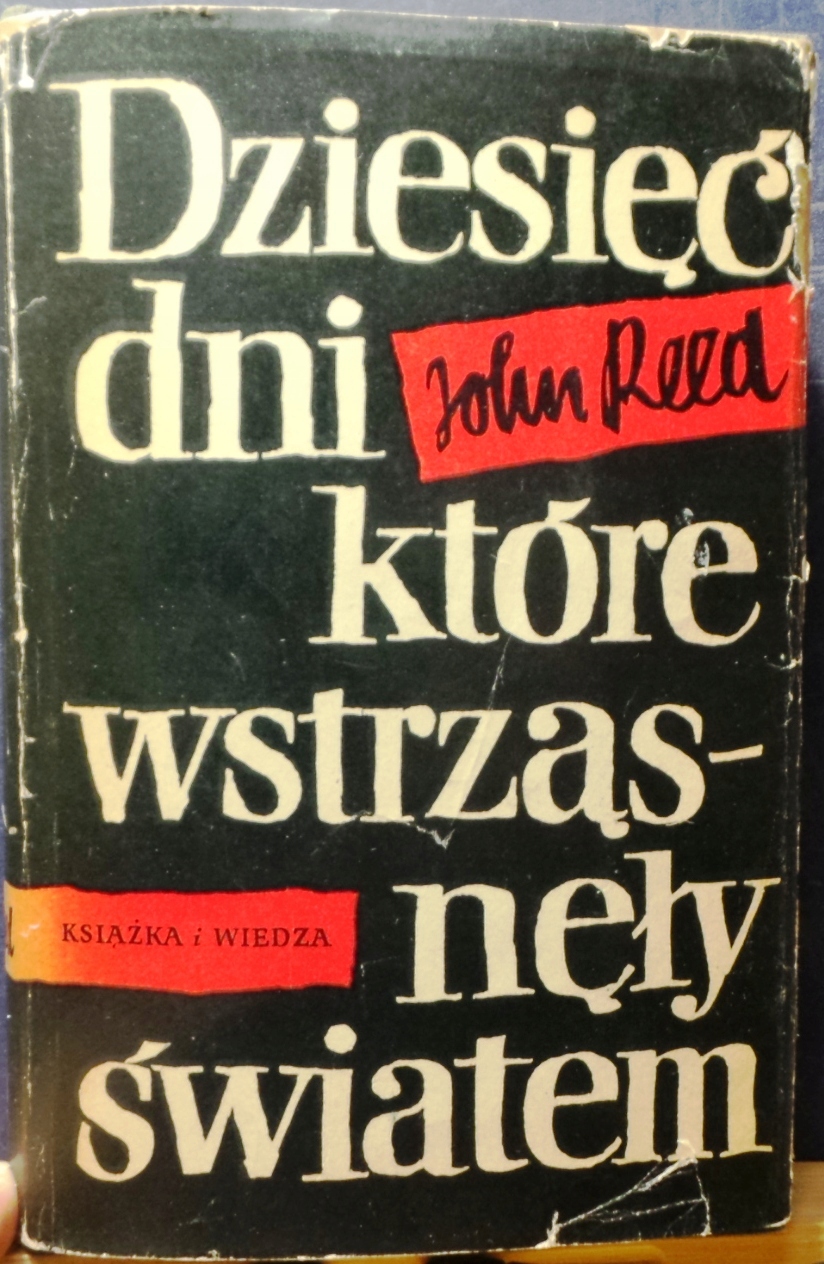 Dziesięć
dni
John Reed
które
wstrząs-
nęły
KSIĄŻKA i WIEDZA
światem